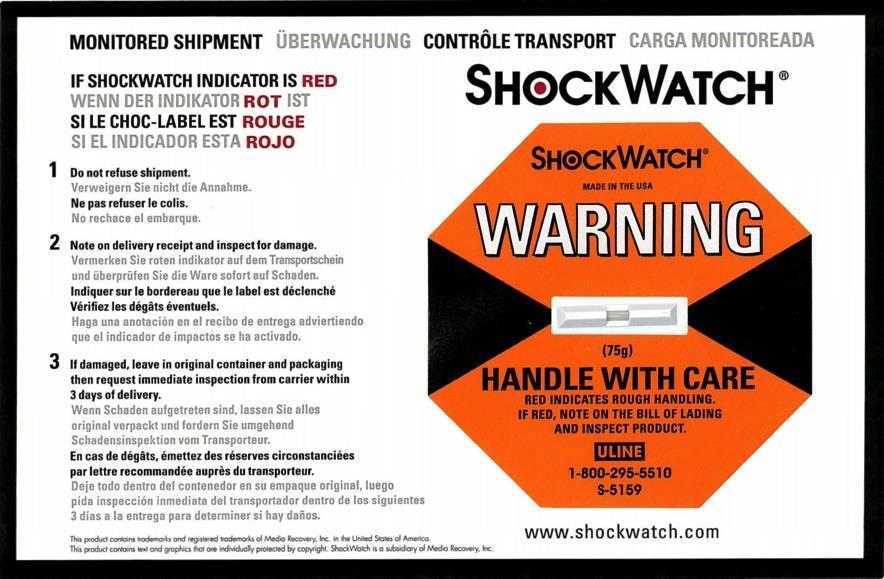 MONITORED SHIPMENT ÜBERWACHUNG CONTRÔLE TRANSPORT CARGA MONITOREADA
IF SHOCKWATCH INDICATOR IS RED
WENN DER INDIKATOR ROT IST
SI LE CHOC-LABEL EST ROUGE
SI EL INDICADOR ESTA ROJO
1 Do not refuse shipment.
Verweigern Sie nicht die Annahme.
Ne pas refuser le colis.
No rechace el embarque.
2 Note on delivery receipt and inspect for damage.
Vermerken Sie roten indikator auf dem Transportschein
und überprüfen Sie die Ware sofort auf Schaden.
Indiquer sur le bordereau que le label est déclenché
Vérifiez les dégâts éventuels.
Haga una anotación en el recibo de entrega advirtiendo
que el indicador de impactos se ha activado.
3 If damaged, leave in original container and packaging
then request immediate inspection from carrier within
3 days of delivery.
Wenn Schaden aufgetreten sind, lassen Sie alles
original verpackt und fordern Sie umgehend
Schadensinspektion vom Transporteur.
En cas de dégâts, émettez des réserves circonstanciées
par lettre recommandée auprès du transporteur.
Deje todo dentro del contenedor en su empaque original, luego
pida inspección inmediata del transportador dentro de los siguientes
3 días a la entrega para determiner si hay daños.
This product contains trademarks and registered trademarks of Media Recovery, Inc. in the United States of America.
This product contains text and graphics that are individually protected by copyright. ShockWatch is a subsidiary of Media Recovery, Inc.
SHOCKWATCH®
SHOCKWATCH®
MADE IN THE USA
WARNING
(75g)
HANDLE WITH CARE
RED INDICATES ROUGH HANDLING.
IF RED, NOTE ON THE BILL OF LADING
AND INSPECT PRODUCT.
ULINE
1-800-295-5510
S-5159
www.shockwatch.com